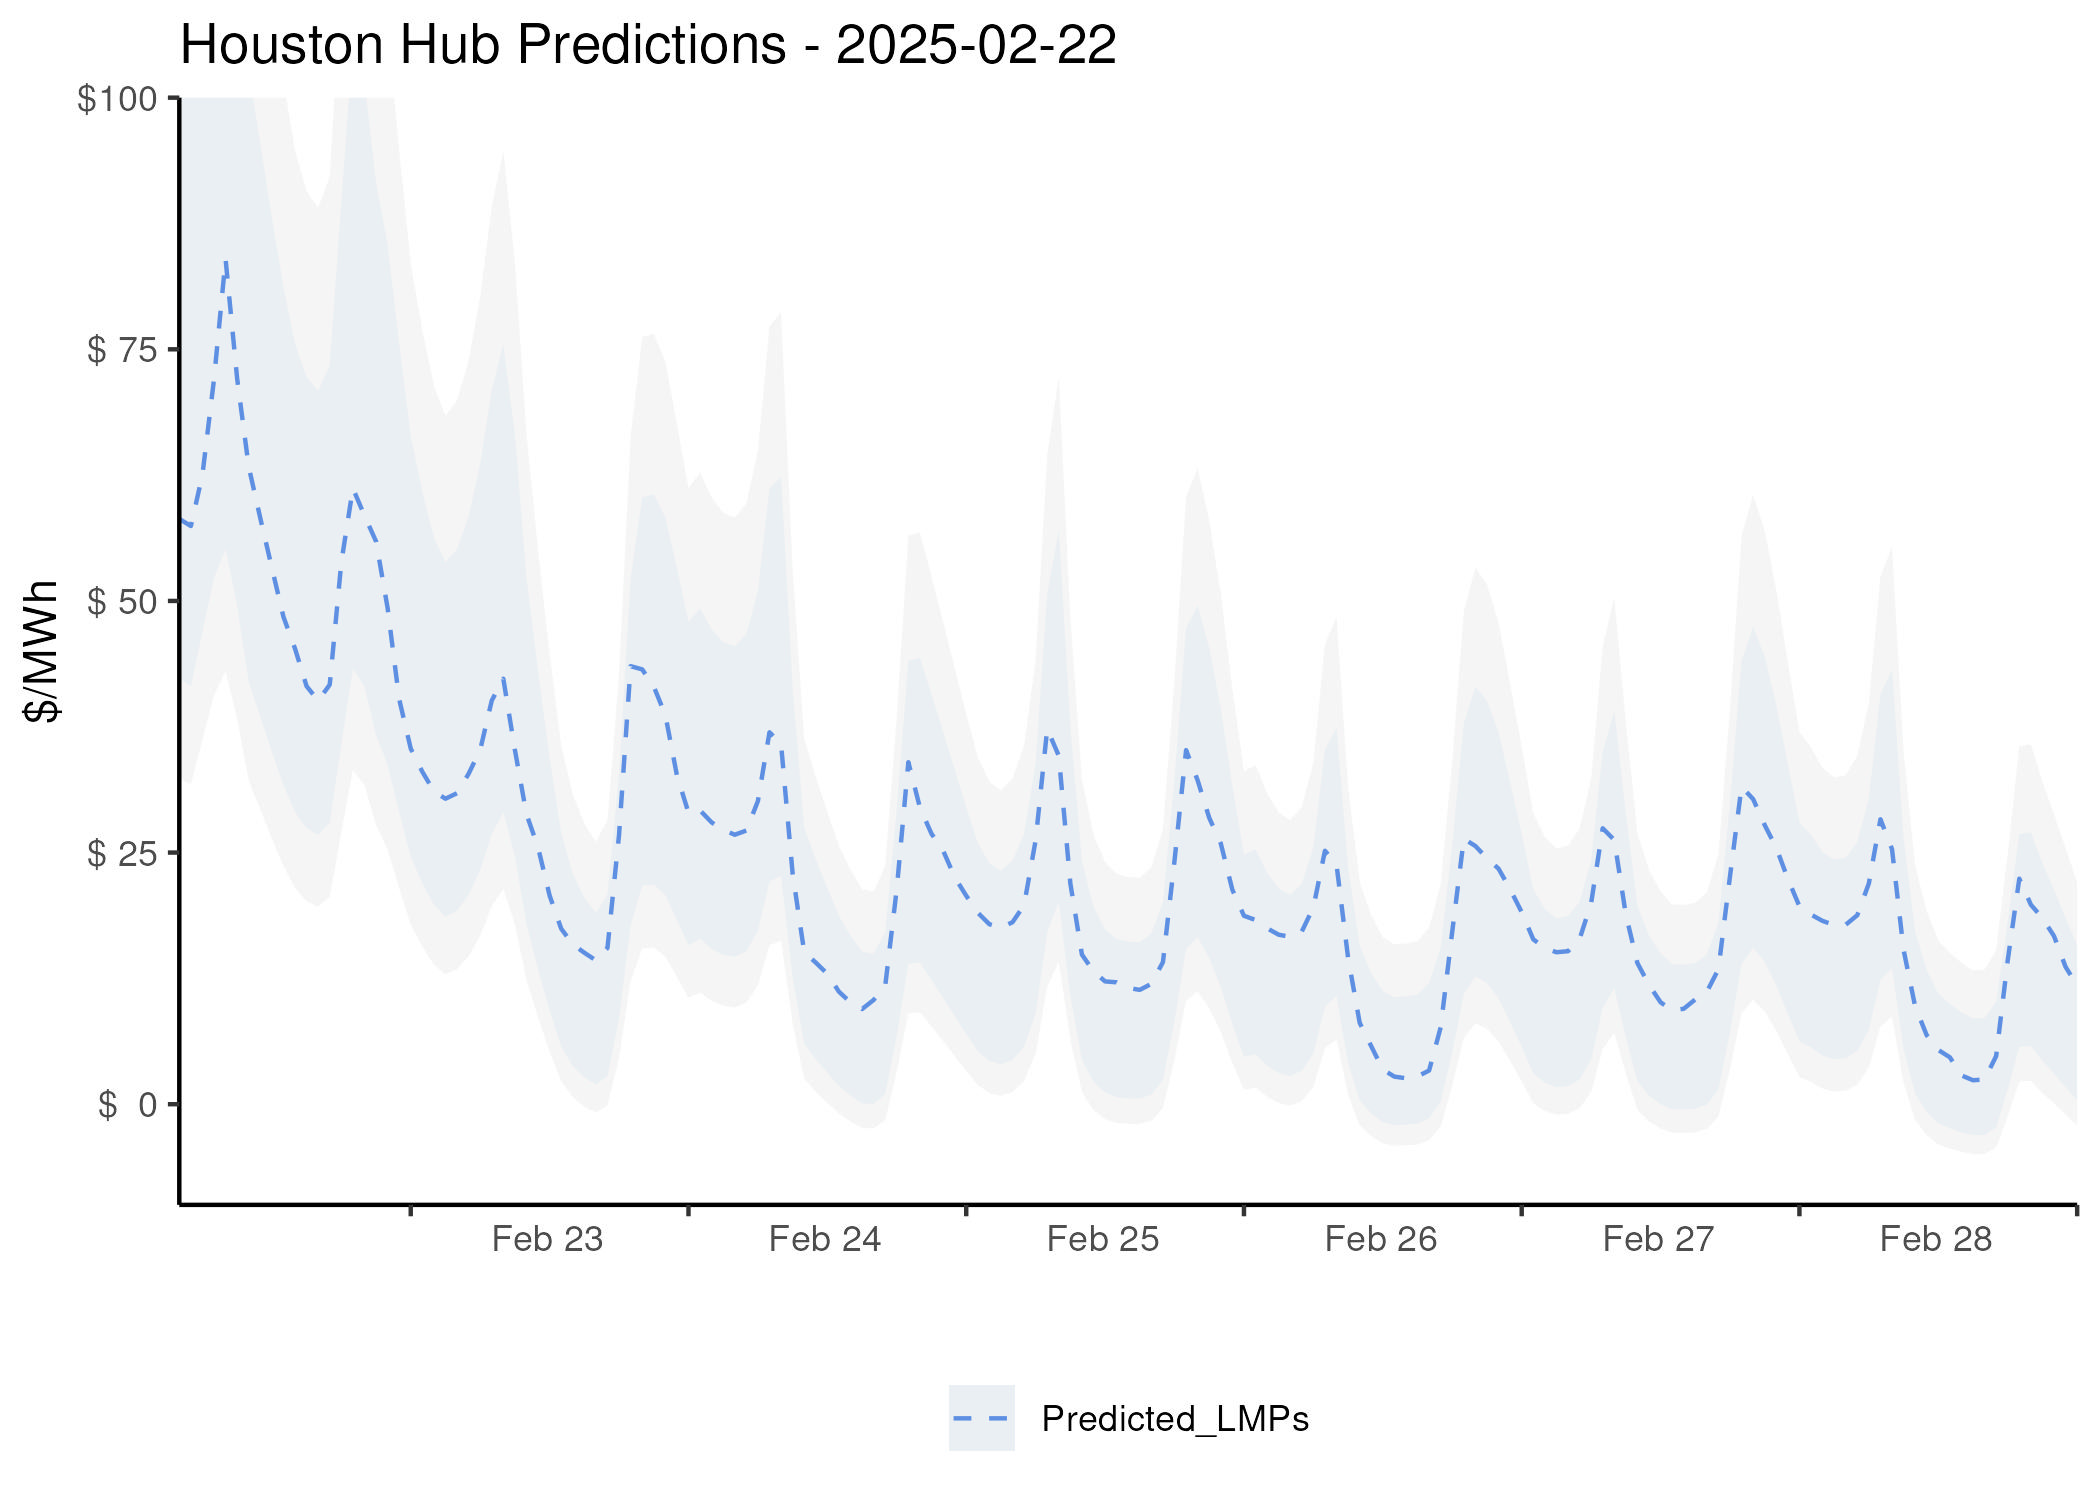 Houston Hub Predictions - 2025-02-22
$100
$ 75
$ 50
$ 25
$ 0
$/MWh
Feb 23 Feb 24 Feb 25 Feb 26 Feb 27 Feb 28
Predicted_LMPs